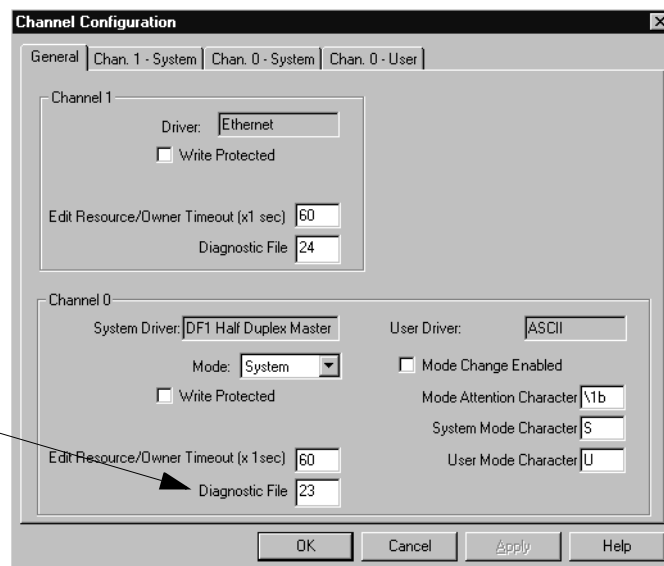 Channel Configuration
General
Chan. 1 - System
Chan. 0 - System
Chan. 0 - User
Channel 1
Driver: Ethernet
Write Protected
Edit Resource/Owner Timeout (x1 sec) 60
Diagnostic File 24
Channel 0
System Driver: DF1 Half Duplex Master
Mode: System
Write Protected
Edit Resource/Owner Timeout (x 1sec) 60
Diagnostic File 23
User Driver: ASCII
Mode Change Enabled
Mode Attention Character \1b
System Mode Character S
User Mode Character U
OK
Cancel
Apply
Help